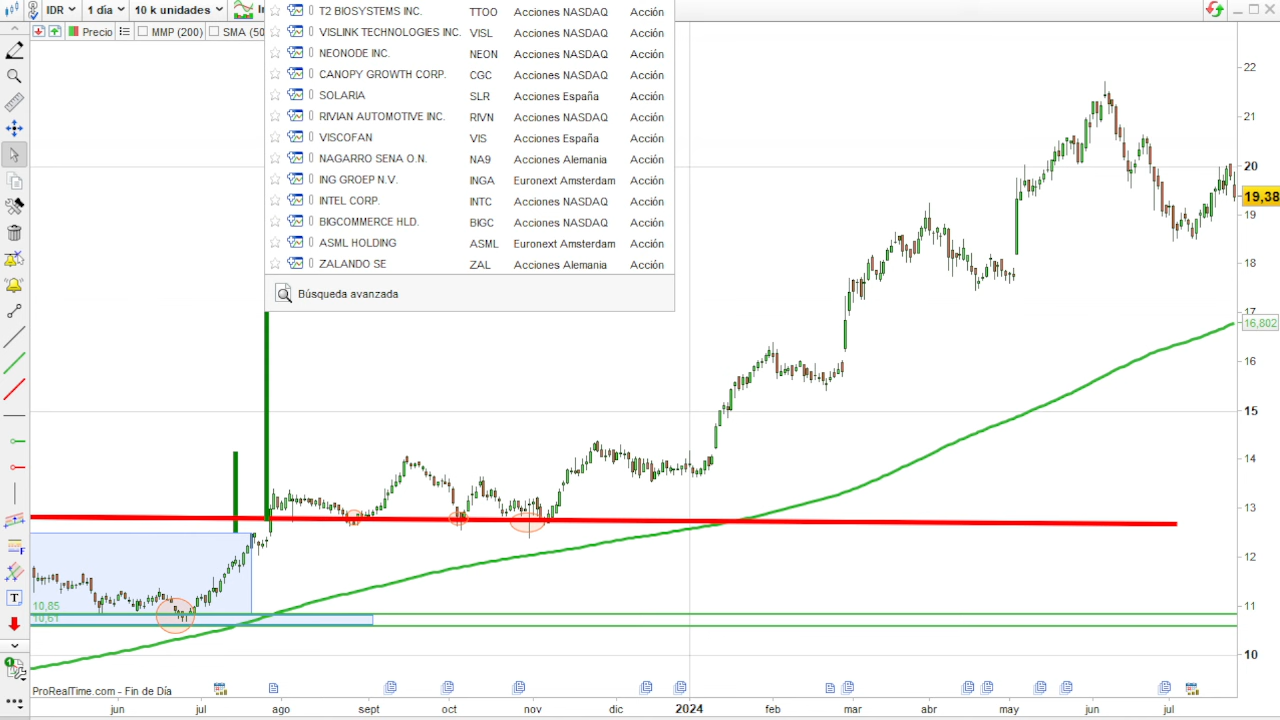 IDR 1 día 10 k unidades
Precio MMP (200) SMA (50
T2 BIOSYSTEMS INC. TTOO Acciones NASDAQ Acción
VISLINK TECHNOLOGIES INC. VISL Acciones NASDAQ Acción
NEONODE INC. NEON Acciones NASDAQ Acción
CANOPY GROWTH CORP. CGC Acciones NASDAQ Acción
SOLARIA SLR Acciones España Acción
RIVIAN AUTOMOTIVE INC. RIVN Acciones NASDAQ Acción
VISCOFAN VIS Acciones España Acción
NAGARRO SENA O.N. NA9 Acciones Alemania Acción
ING GROEP N.V. INGA Euronext Amsterdam Acción
INTEL CORP. INTC Acciones NASDAQ Acción
BIGCOMMERCE HLD. BIGC Acciones NASDAQ Acción
ASML HOLDING ASML Euronext Amsterdam Acción
ZALANDO SE ZAL Acciones Alemania Acción
Búsqueda avanzada
22
21
20
19,38
19
18
17
16,802
16
15
14
13
12
11
10
10,85
10,61
ProRealTime.com - Fin de Día
jun jul ago sept oct nov dic 2024 feb mar abr may jun jul